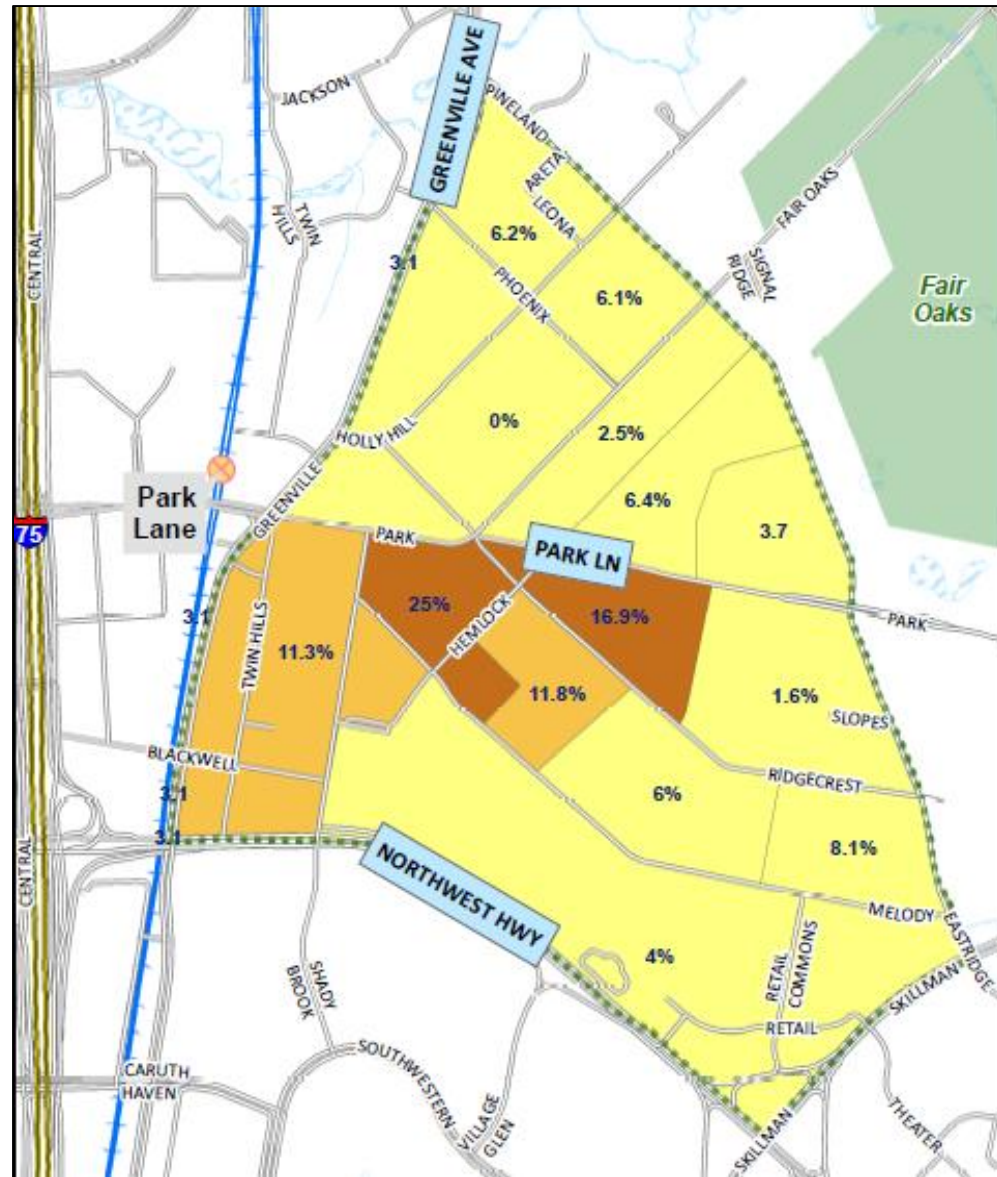 JACKSON
GREENVILLE AVE
PINELAND
ARETA
LEONA
TWIN
HILLS
FAIR OAKS
SIGNAL
RIDGE
CENTRAL
6.2%
3.1
PHOENIX
6.1%
Fair
Oaks
HOLLY HILL
0%
2.5%
GREENVILLE
6.4%
3.7
Park
Lane
75
PARK
PARK LN
3.1
25%
HEMLOCK
16.9%
PARK
TWIN HILLS
11.3%
11.8%
1.6%
SLOPES
BLACKWELL
RIDGECREST
3.1
6%
3.1
8.1%
CENTRAL
NORTHWEST HWY
MELODY
EASTRIDGE
4%
RETAIL
COMMONS
SKILLMAN
SHADY
BROOK
RETAIL
SOUTHWESTERN
CARUTH
HAVEN
VILLAGE
GLEN
THEATER
SKILLMAN